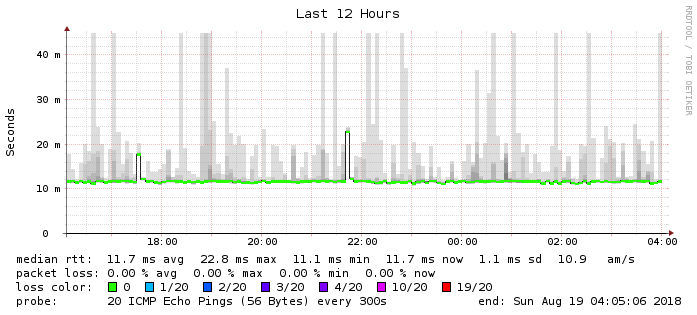 Last 12 Hours
RRDTOOL / TOBI OETIKER
Seconds
40 m
30 m
20 m
10 m
0
18:00 20:00 22:00 00:00 02:00 04:00
median rtt: 11.7 ms avg 22.8 ms max 11.1 ms min 11.7 ms now 1.1 ms sd 10.9 am/s
packet loss: 0.00 % avg 0.00 % max 0.00 % min 0.00 % now
loss color: 0 1/20 2/20 3/20 4/20 10/20 19/20
probe: 20 ICMP Echo Pings (56 Bytes) every 300s end: Sun Aug 19 04:05:06 2018